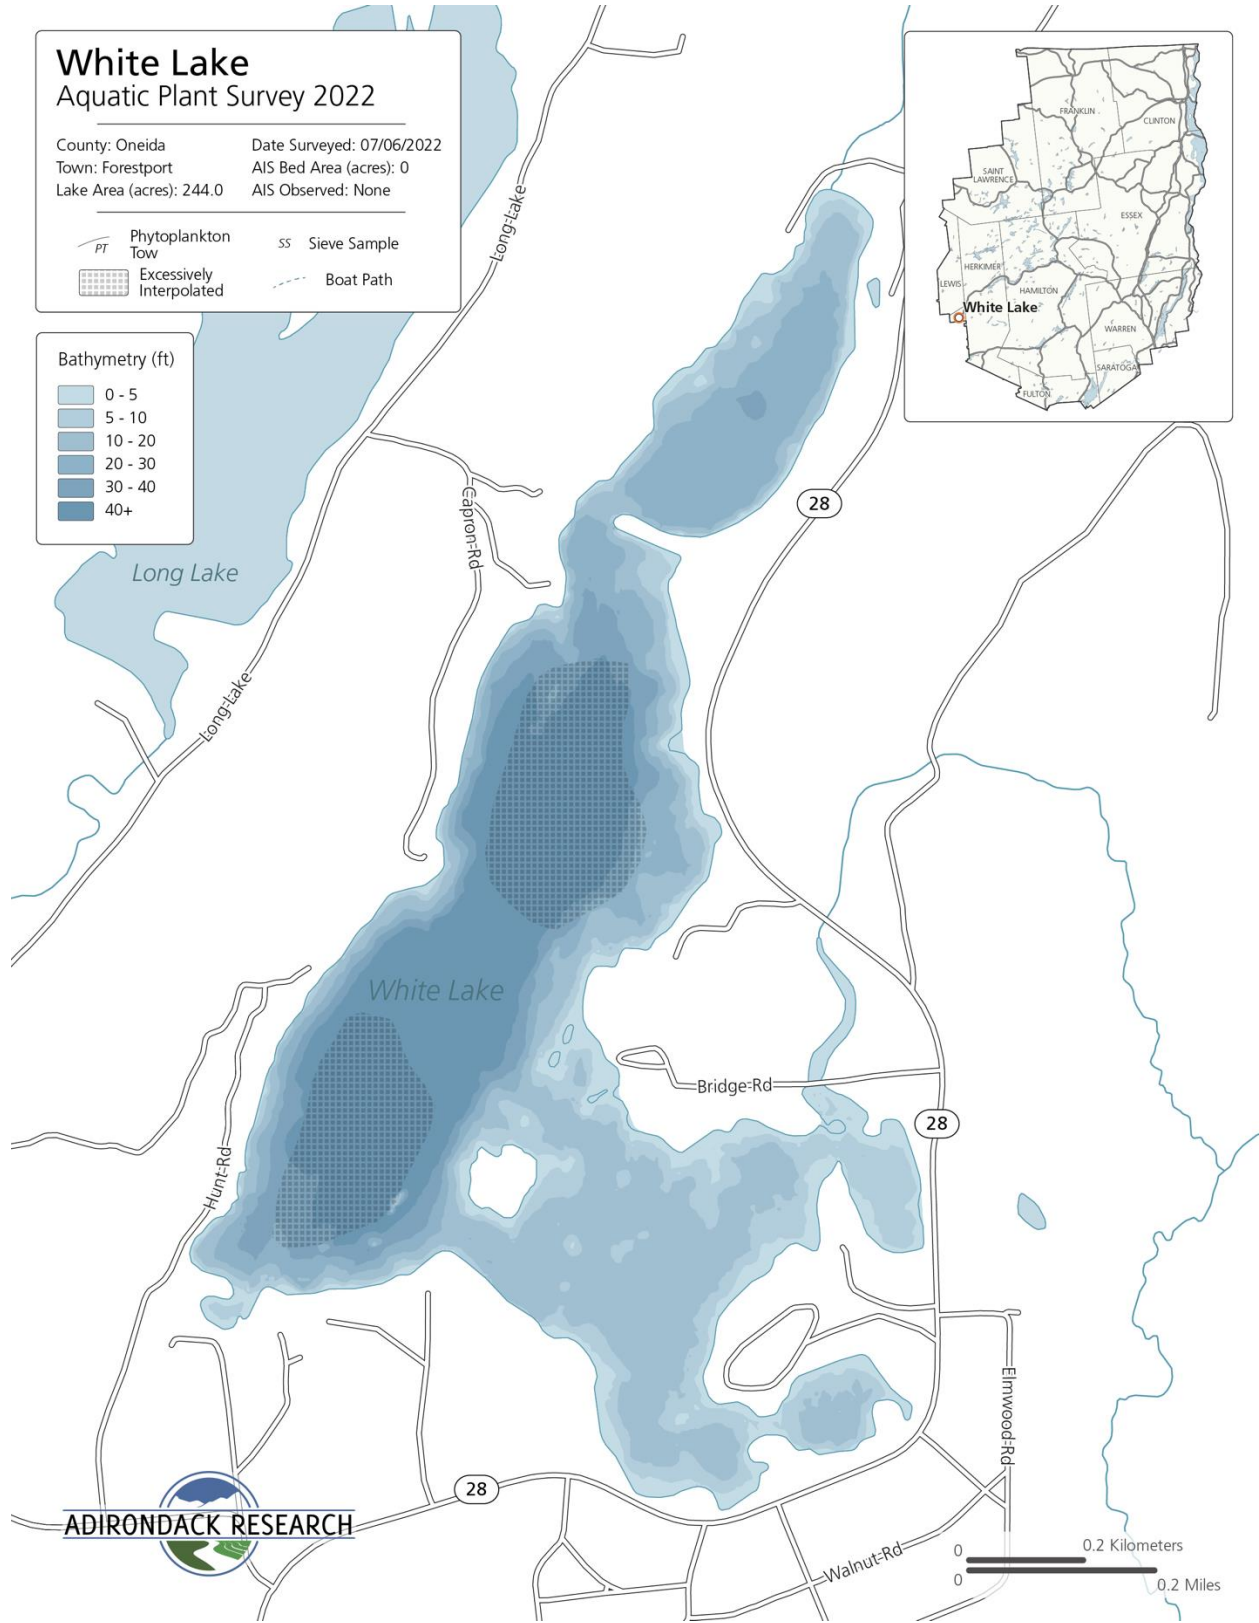 White Lake
Aquatic Plant Survey 2022
County: Oneida
Date Surveyed: 07/06/2022
Town: Forestport
AIS Bed Area (acres): 0
Lake Area (acres): 244.0
AIS Observed: None
PT
Phytoplankton
Tow
SS
Sieve Sample
Excessively
Interpolated
Boat Path
FRANKLIN
CLINTON
SAINT
LAWRENCE
ESSEX
HERKIMER
LEWIS
HAMILTON
White Lake
WARREN
SARATOGA
FULTON
Bathymetry (ft)
0 - 5
5 - 10
10 - 20
20 - 30
30 - 40
40+
Long-Lake
28
Capron-Rd
Long Lake
Long-Lake
White Lake
Bridge-Rd
28
Hunt-Rd
Elmwood-Rd
28
ADIRONDACK RESEARCH
Walnut-Rd
0
0.2 Kilometers
0
0.2 Miles